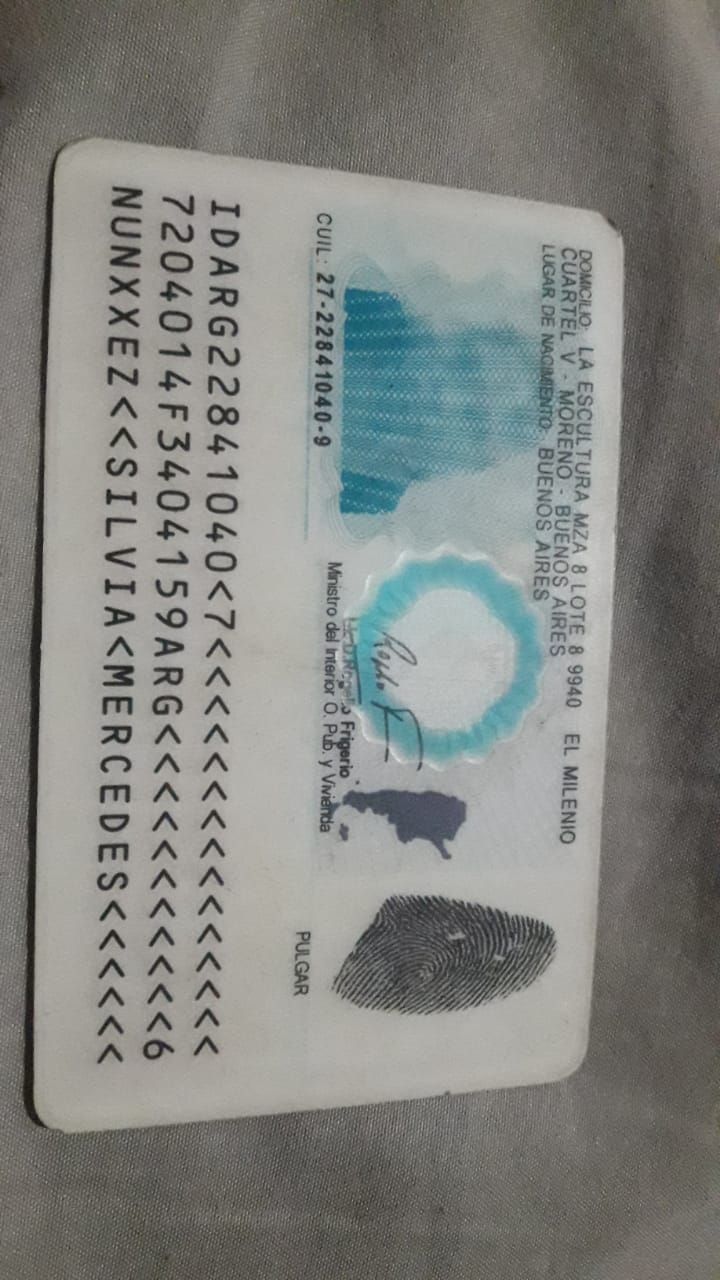 DOMICILIO: LA ESCULTURA MZA 8 LOTE 8 9940 EL MILENIO
CUARTEL V - MORENO - BUENOS AIRES
LUGAR DE NACIMIENTO: BUENOS AIRES
CUIL: 27-22841040-9
Rogelio Frigerio
Ministro del Interior O. Pub. y Vivienda
PULGAR
IDARG22841040<7<<<<<<<<<<<<<<<
7204014F3404159ARG<<<<<<<<<<<6
NUNXXEZ<<SILVIA<MERCEDES<<<<<<